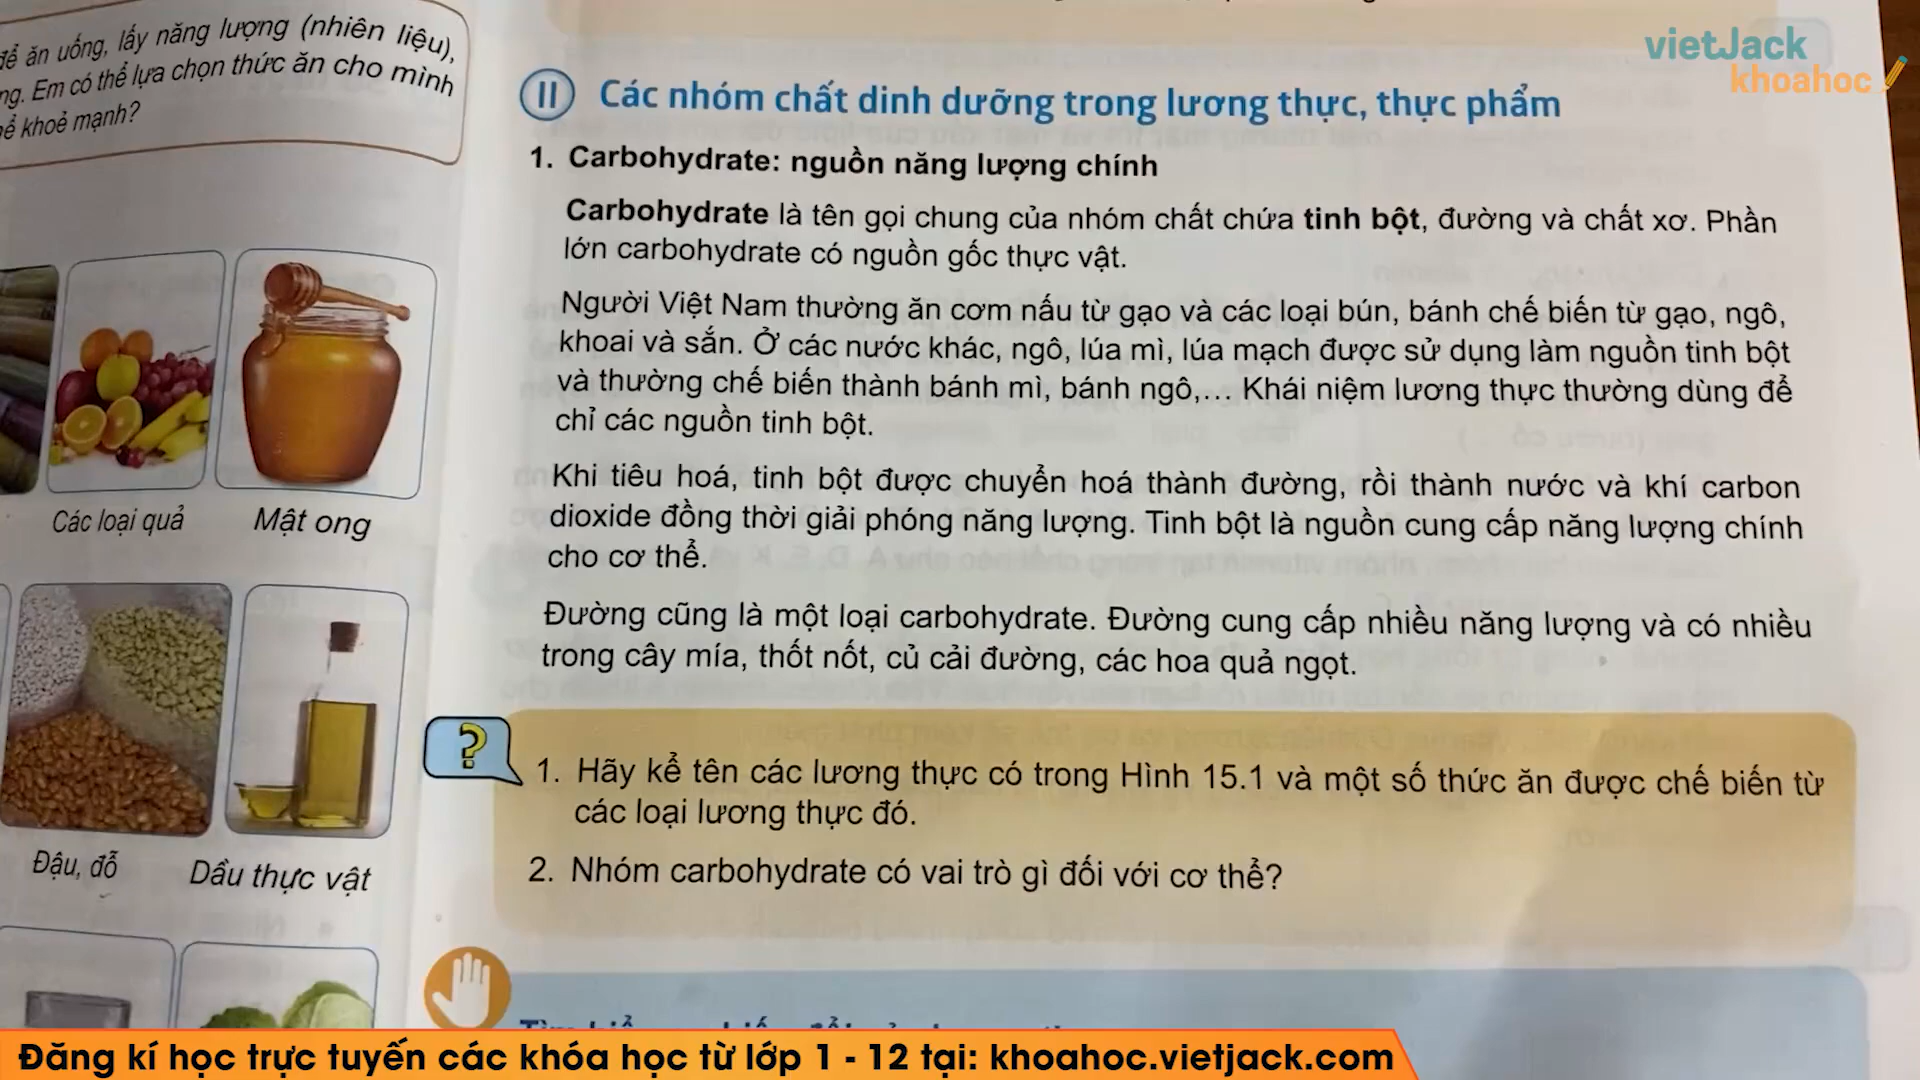 để ăn uống, lấy năng lượng (nhiên liệu),
ng. Em có thể lựa chọn thức ăn cho mình
khoẻ mạnh?
Các loại quả
Mật ong
Đậu, đỗ
Dầu thực vật
vietJack
khoahoc
II Các nhóm chất dinh dưỡng trong lương thực, thực phẩm
1. Carbohydrate: nguồn năng lượng chính
Carbohydrate là tên gọi chung của nhóm chất chứa tinh bột, đường và chất xơ. Phần
lớn carbohydrate có nguồn gốc thực vật.
Người Việt Nam thường ăn cơm nấu từ gạo và các loại bún, bánh chế biến từ gạo, ngô,
khoai và sắn. Ở các nước khác, ngô, lúa mì, lúa mạch được sử dụng làm nguồn tinh bột
và thường chế biến thành bánh mì, bánh ngô,... Khái niệm lương thực thường dùng để
chỉ các nguồn tinh bột.
Khi tiêu hoá, tinh bột được chuyển hoá thành đường, rồi thành nước và khí carbon
dioxide đồng thời giải phóng năng lượng. Tinh bột là nguồn cung cấp năng lượng chính
cho cơ thể.
Đường cũng là một loại carbohydrate. Đường cung cấp nhiều năng lượng và có nhiều
trong cây mía, thốt nốt, củ cải đường, các hoa quả ngọt.
?
1. Hãy kể tên các lương thực có trong Hình 15.1 và một số thức ăn được chế biến từ
các loại lương thực đó.
2. Nhóm carbohydrate có vai trò gì đối với cơ thể?
Đăng kí học trực tuyến các khóa học từ lớp 1 - 12 tại: khoahoc.vietjack.com